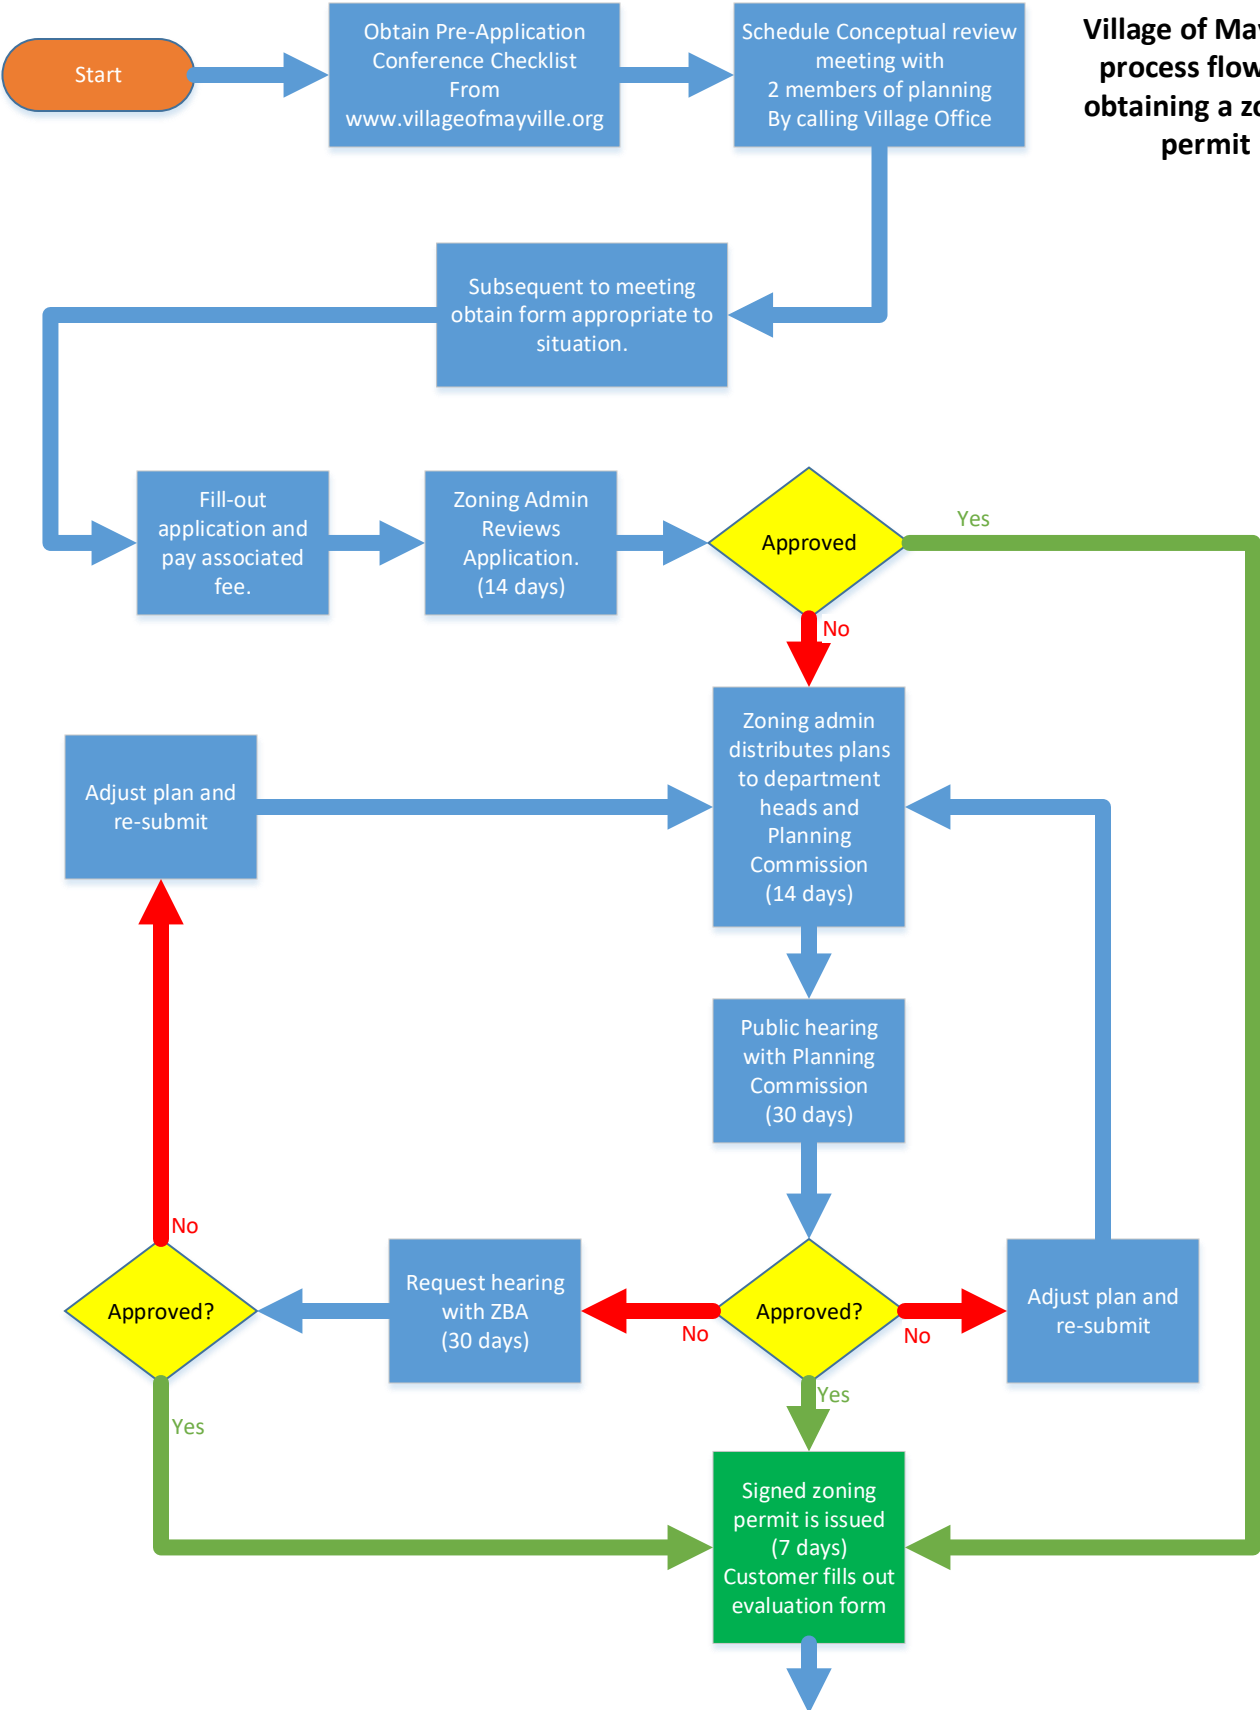 Start
Obtain Pre-Application
Conference Checklist
From
www.villageofmayville.org
Schedule Conceptual review
meeting with
2 members of planning
By calling Village Office
Village of May
process flow
obtaining a zo
permit
Subsequent to meeting
obtain form appropriate to
situation.
Fill-out
application and
pay associated
fee.
Zoning Admin
Reviews
Application.
(14 days)
Approved
Yes
No
Zoning admin
distributes plans
to department
heads and
Planning
Commission
(14 days)
Adjust plan and
re-submit
Public hearing
with Planning
Commission
(30 days)
No
Approved?
Request hearing
with ZBA
(30 days)
No
Approved?
No
Adjust plan and
re-submit
Yes
Yes
Signed zoning
permit is issued
(7 days)
Customer fills out
evaluation form